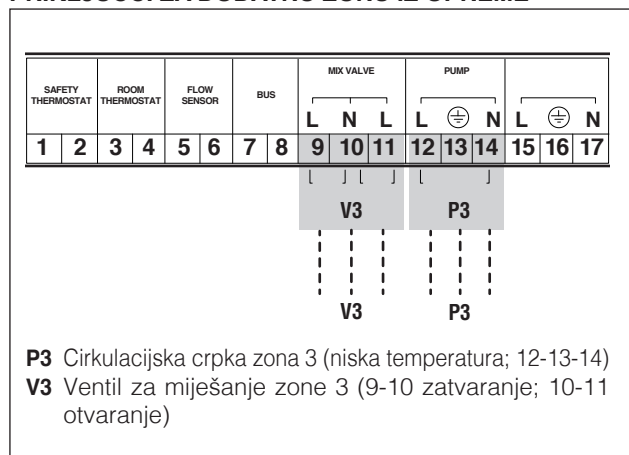 SAFETY THERMOSTAT ROOM THERMOSTAT FLOW SENSOR BUS MIX VALVE PUMP
L N L L N L N
1 2 3 4 5 6 7 8 9 10 11 12 13 14 15 16 17
V3 P3
V3 P3
P3 Cirkulacijska crpka zona 3 (niska temperatura; 12-13-14)
V3 Ventil za miješanje zone 3 (9-10 zatvaranje; 10-11
otvaranje)